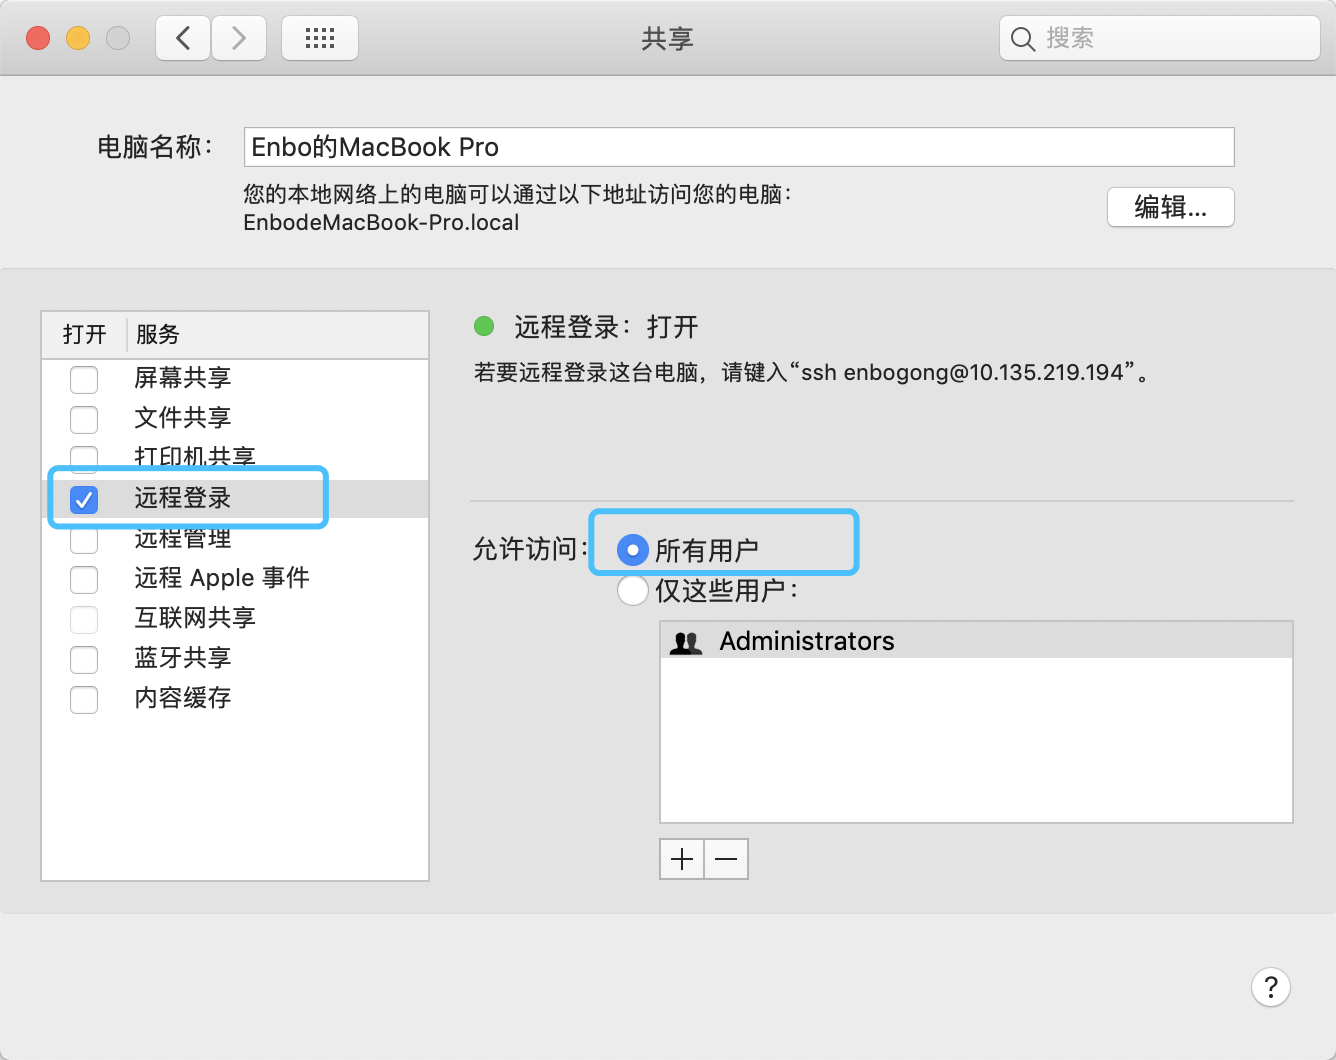 共享
搜索
电脑名称：
Enbo的MacBook Pro
您的本地网络上的电脑可以通过以下地址访问您的电脑：
EnbodeMacBook-Pro.local
编辑...
打开 服务
屏幕共享
文件共享
打印机共享
远程登录
远程管理
远程 Apple 事件
互联网共享
蓝牙共享
内容缓存
远程登录：打开
若要远程登录这台电脑，请键入“ssh enbogong@10.135.219.194”。
允许访问：
所有用户
仅这些用户：
Administrators
?